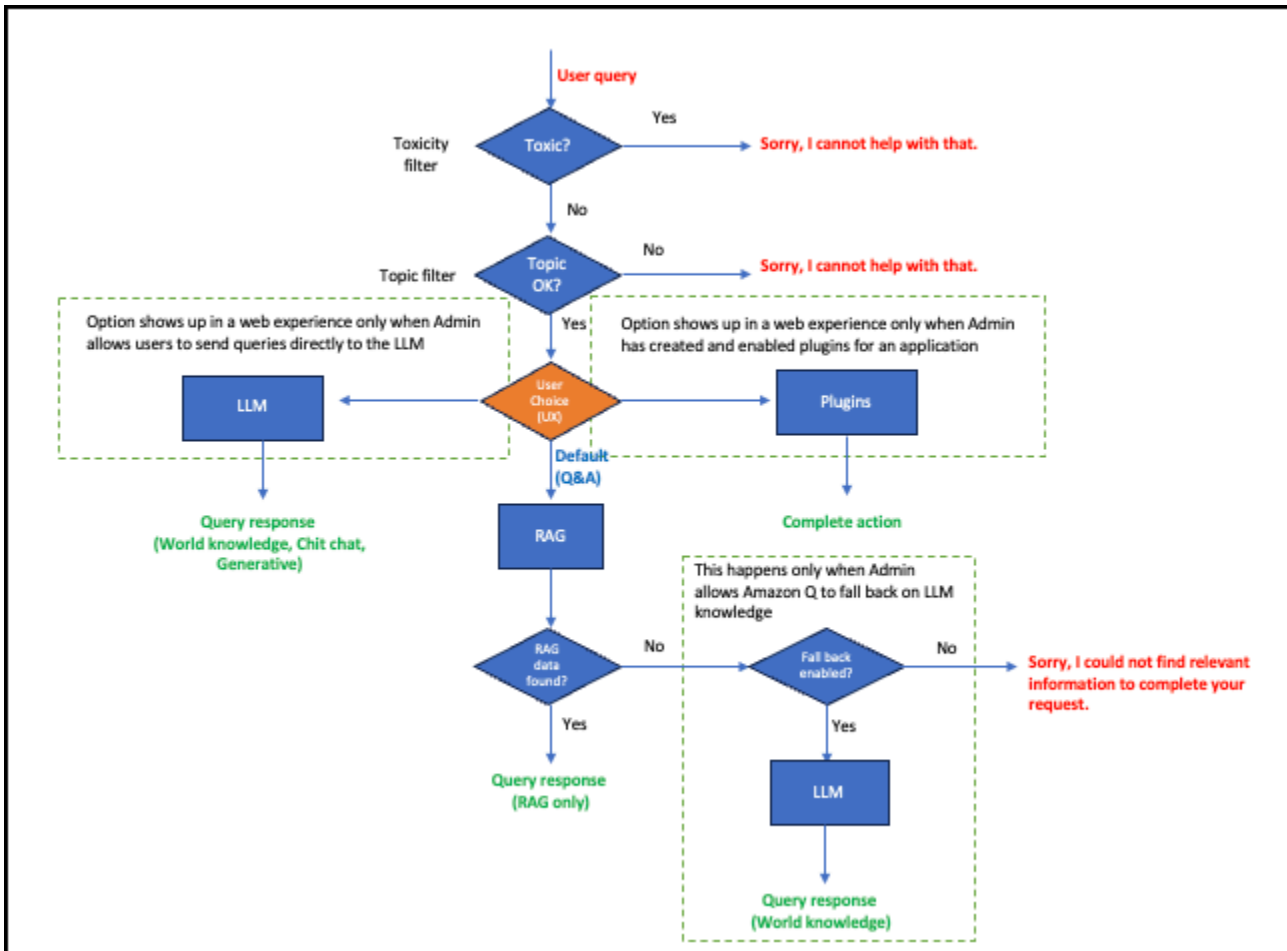 User query
Yes
Toxicity
filter
Toxic?
Sorry, I cannot help with that.
No
Topic filter
Topic
OK?
No
Sorry, I cannot help with that.
Yes
Option shows up in a web experience only when Admin
allows users to send queries directly to the LLM
Option shows up in a web experience only when Admin
has created and enabled plugins for an application
LLM
User
Choice
(UX)
Plugins
Default
(Q&A)
Query response
(World knowledge, Chit chat,
Generative)
RAG
Complete action
This happens only when Admin
allows Amazon Q to fall back on LLM
knowledge
RAG
data
found?
No
Fall back
enabled?
No
Sorry, I could not find relevant
information to complete your
request.
Yes
Yes
Query response
(RAG only)
LLM
Query response
(World knowledge)